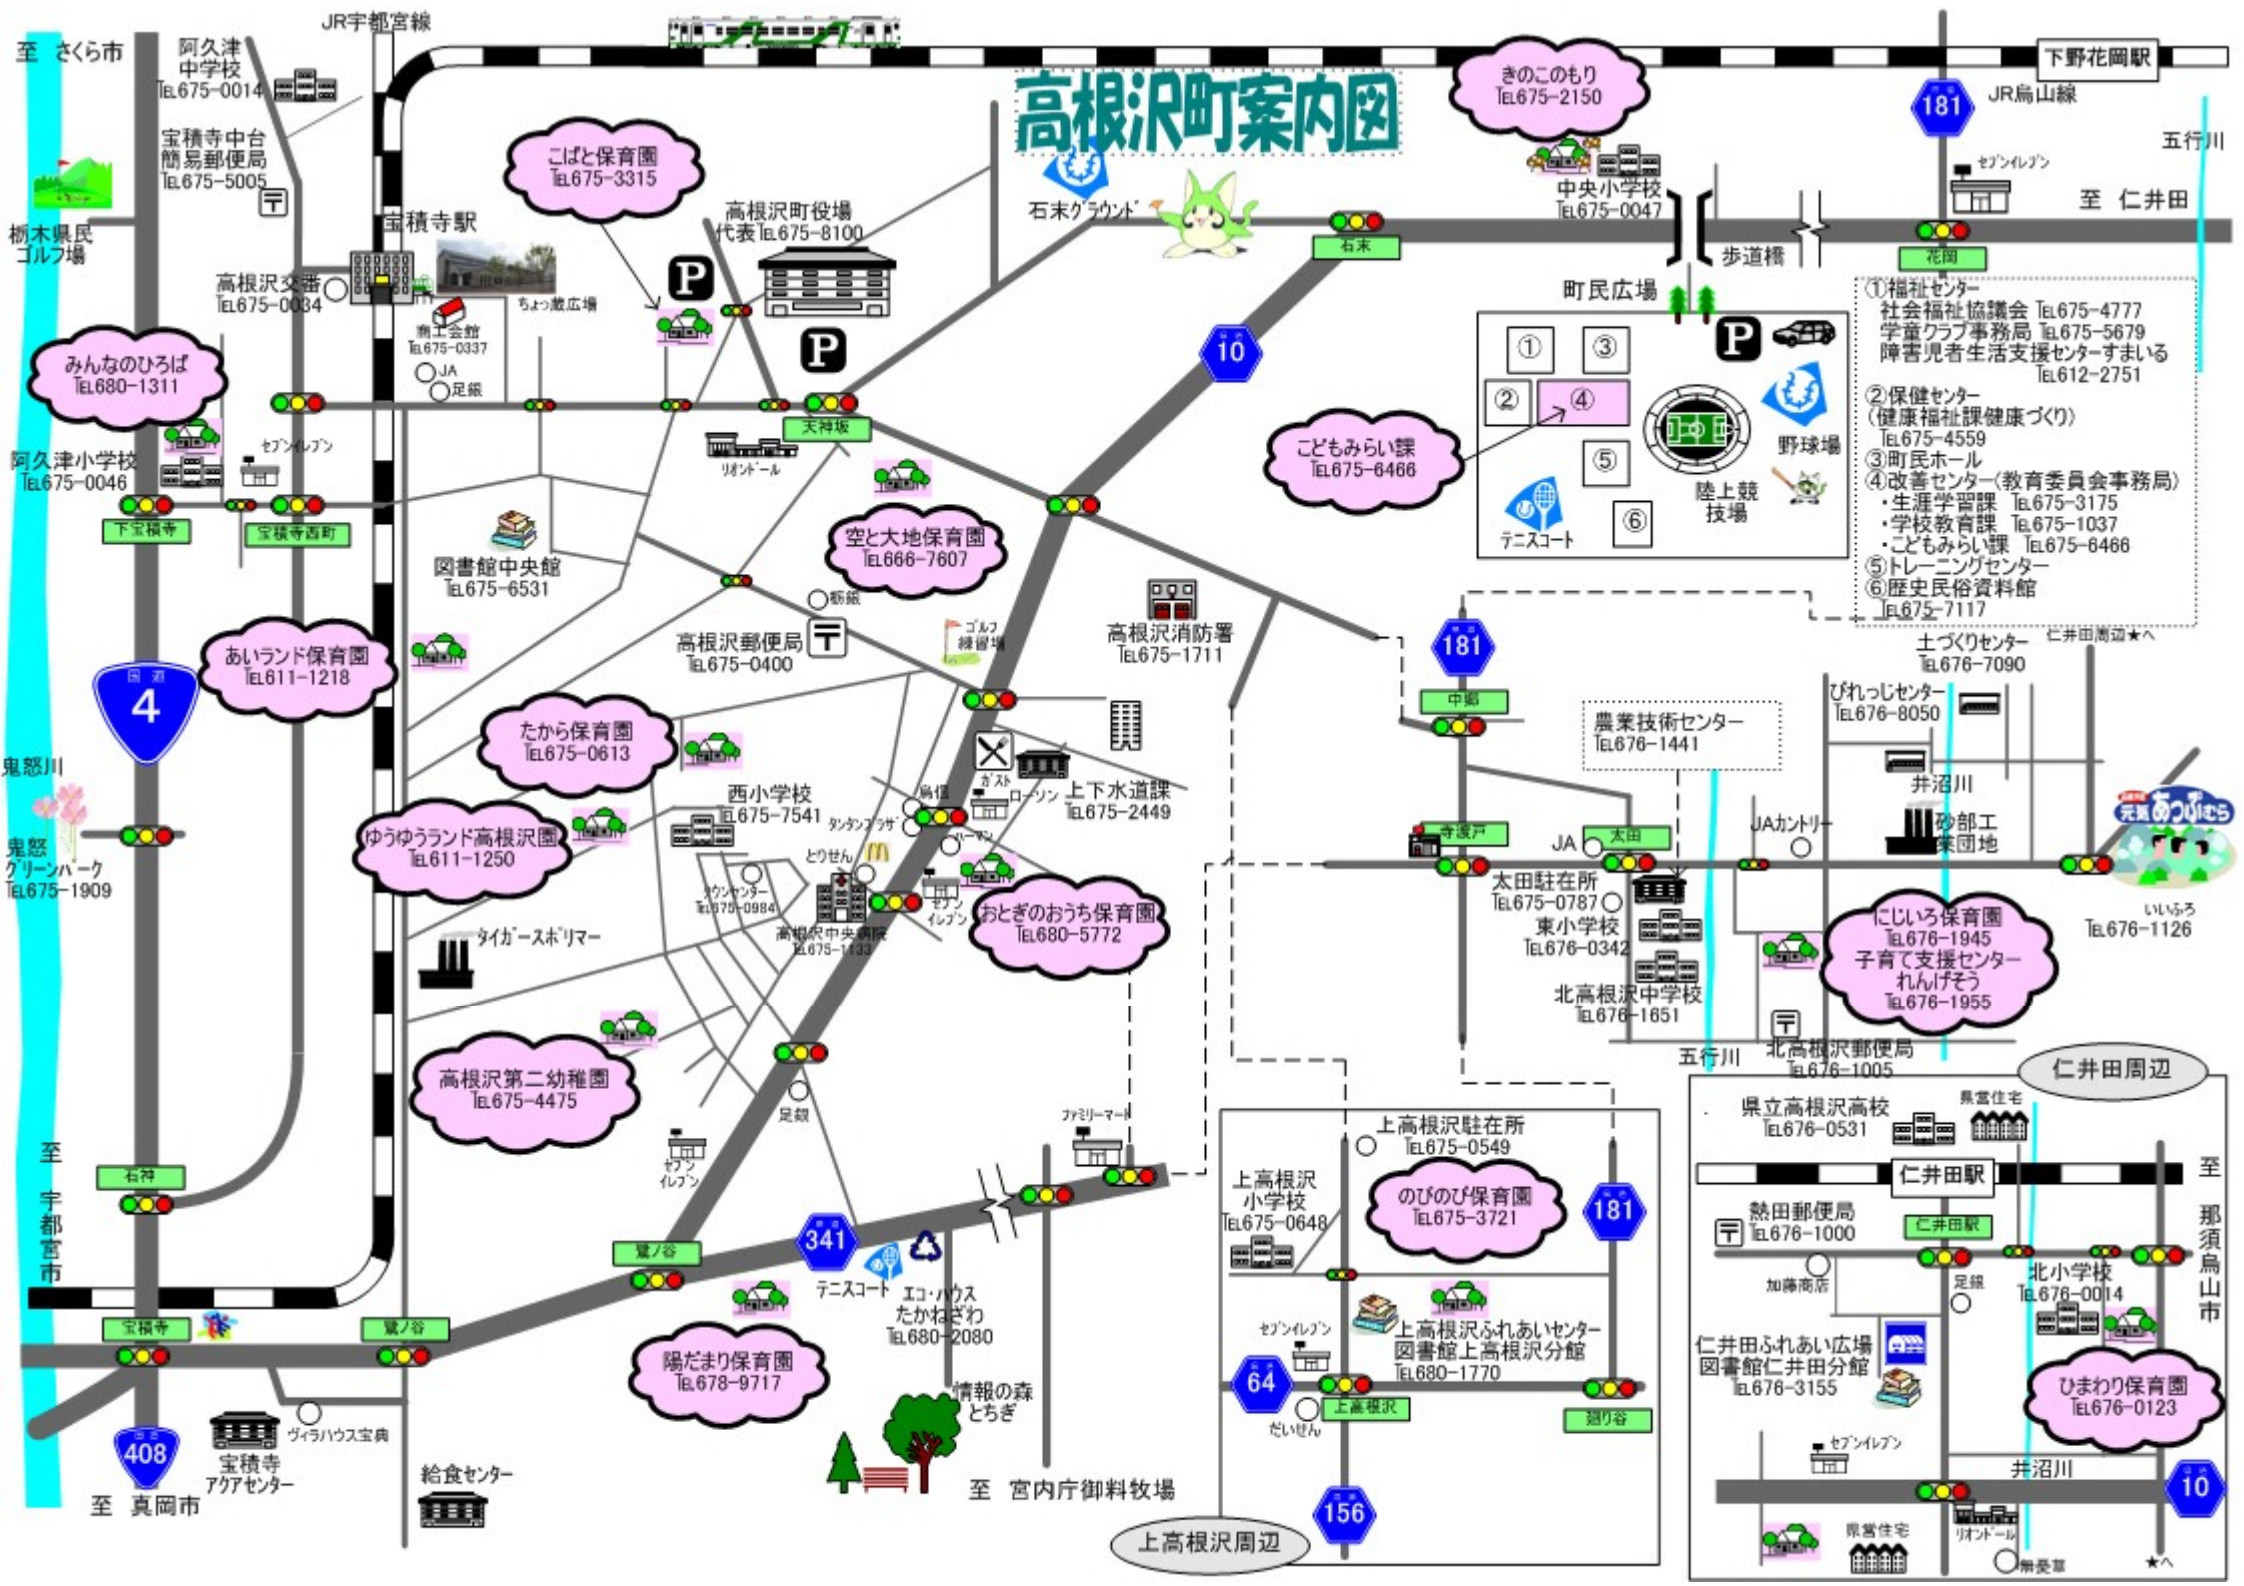 JR宇都宮線
至 さくら市
阿久津
中学校
TEL675-0014
宝積寺中台
簡易郵便局
TEL675-5005
〒
栃木県民
ゴルフ場
宝積寺駅
高根沢交番
TEL675-0034
ちょっ蔵広場
商工会館
TEL675-0337
JA
足銀
こばと保育園
TEL675-3315
高根沢町役場
代表TEL675-8100
P
P
高根沢町案内図
石末グラウンド
石末
きのこのもり
TEL675-2150
中央小学校
TEL675-0047
歩道橋
下野花岡駅
JR烏山線
181
セブンイレブン
五行川
至 仁井田
花岡
町民広場
①
②
③
④
⑤
⑥
P
野球場
陸上競
技場
テニスコート
こどもみらい課
TEL675-6466
①福祉センター
社会福祉協議会 TEL675-4777
学童クラブ事務局 TEL675-5679
障害児者生活支援センターすまいる
TEL612-2751
②保健センター
(健康福祉課健康づくり)
TEL675-4559
③町民ホール
④改善センター(教育委員会事務局)
・生涯学習課 TEL675-3175
・学校教育課 TEL675-1037
・こどもみらい課 TEL675-6466
⑤トレーニングセンター
⑥歴史民俗資料館
TEL675-7117
みんなのひろば
TEL680-1311
阿久津小学校
TEL675-0046
セブンイレブン
下宝積寺
宝積寺西町
天神坂
リオンドール
10
空と大地保育園
TEL666-7607
図書館中央館
TEL675-6531
栃銀
高根沢郵便局
TEL675-0400
〒
ゴルフ
練習場
高根沢消防署
TEL675-1711
国道
4
あいランド保育園
TEL611-1218
たから保育園
TEL675-0613
ゆうゆうランド高根沢園
TEL611-1250
西小学校
TEL675-7541
烏信
タンタンプラザ
とりせん
タウンセンター
TEL675-0984
高根沢中央病院
TEL675-1133
ガスト
ローソン
上下水道課
TEL675-2449
セブン
イレブン
おとぎのおうち保育園
TEL680-5772
鬼怒川
鬼怒
グリーンパーク
TEL675-1909
タイガースポリマー
高根沢第二幼稚園
TEL675-4475
足銀
セブン
イレブン
181
中郷
農業技術センター
TEL676-1441
土づくりセンター
TEL676-7090
仁井田周辺★へ
びれっじセンター
TEL676-8050
井沼川
寺渡戸
JA
太田
JAカントリー
砂部工
業団地
元気あっぷむら
いいふろ
TEL676-1126
太田駐在所
TEL675-0787
東小学校
TEL676-0342
北高根沢中学校
TEL676-1651
にじいろ保育園
TEL676-1945
子育て支援センター
れんげそう
TEL676-1955
〒
五行川
北高根沢郵便局
TEL676-1005
至 宇都宮市
石神
宝積寺
鷺ノ谷
鷺ノ谷
341
テニスコート
エコ・ハウス
たかねざわ
TEL680-2080
ファミリーマート
陽だまり保育園
TEL678-9717
情報の森
とちぎ
至 宮内庁御料牧場
408
至 真岡市
宝積寺
アクアセンター
ヴィラハウス宝典
給食センター
上高根沢駐在所
TEL675-0549
上高根沢
小学校
TEL675-0648
のびのび保育園
TEL675-3721
181
セブンイレブン
上高根沢ふれあいセンター
図書館上高根沢分館
TEL680-1770
64
上高根沢
だいせん
廻り谷
156
上高根沢周辺
仁井田周辺
県立高根沢高校
TEL676-0531
県営住宅
仁井田駅
至 那須烏山市
熱田郵便局
〒
TEL676-1000
仁井田駅
加藤商店
足銀
北小学校
TEL676-0014
仁井田ふれあい広場
図書館仁井田分館
TEL676-3155
ひまわり保育園
TEL676-0123
セブンイレブン
井沼川
10
県営住宅
リオンドール
無憂草
★へ